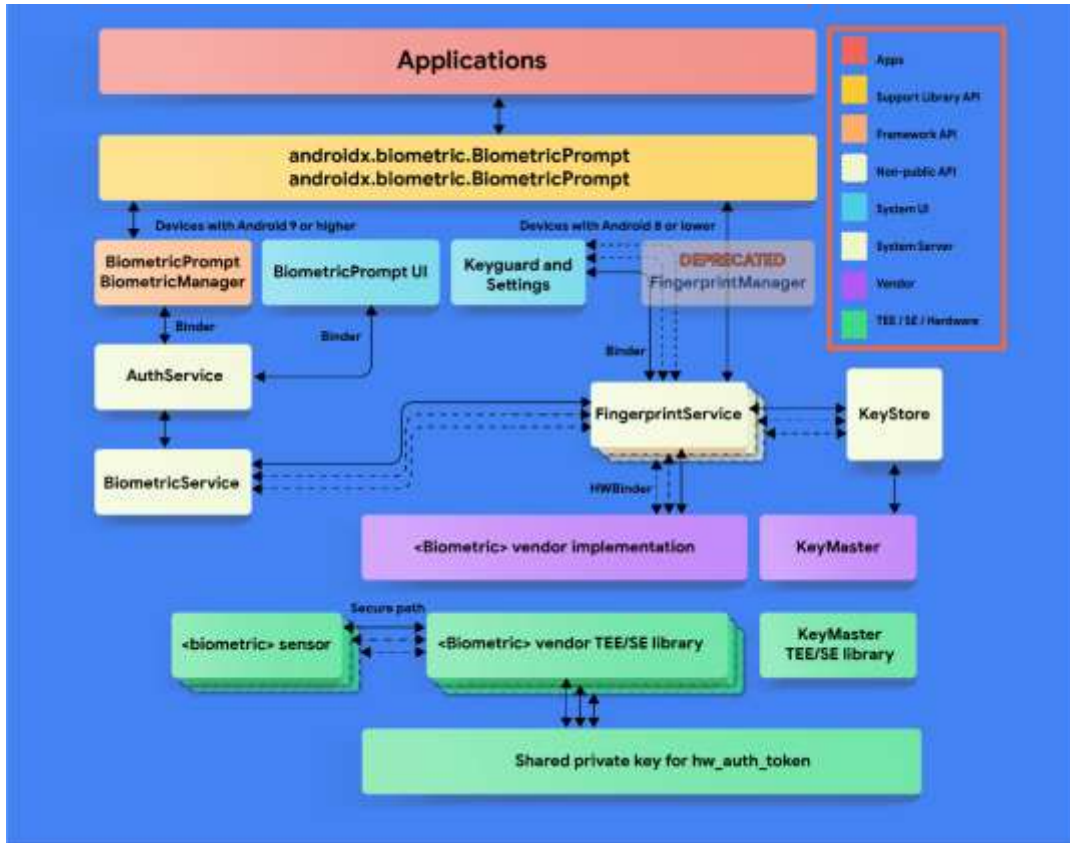 Applications
androidx.biometric.BiometricPrompt
androidx.biometric.BiometricPrompt
Devices with Android 9 or higher
Devices with Android 8 or lower
BiometricPrompt
BiometricManager
BiometricPrompt UI
Keyguard and
Settings
DEPRECATED
FingerprintManager
Binder
Binder
Binder
AuthService
FingerprintService
KeyStore
BiometricService
HWBinder
<Biometric> vendor implementation
KeyMaster
Secure path
<biometric> sensor
<Biometric> vendor TEE/SE library
KeyMaster
TEE/SE library
Shared private key for hw_auth_token
Apps
Support Library API
Framework API
Non-public API
System UI
System Server
Vendor
TEE / SE / Hardware